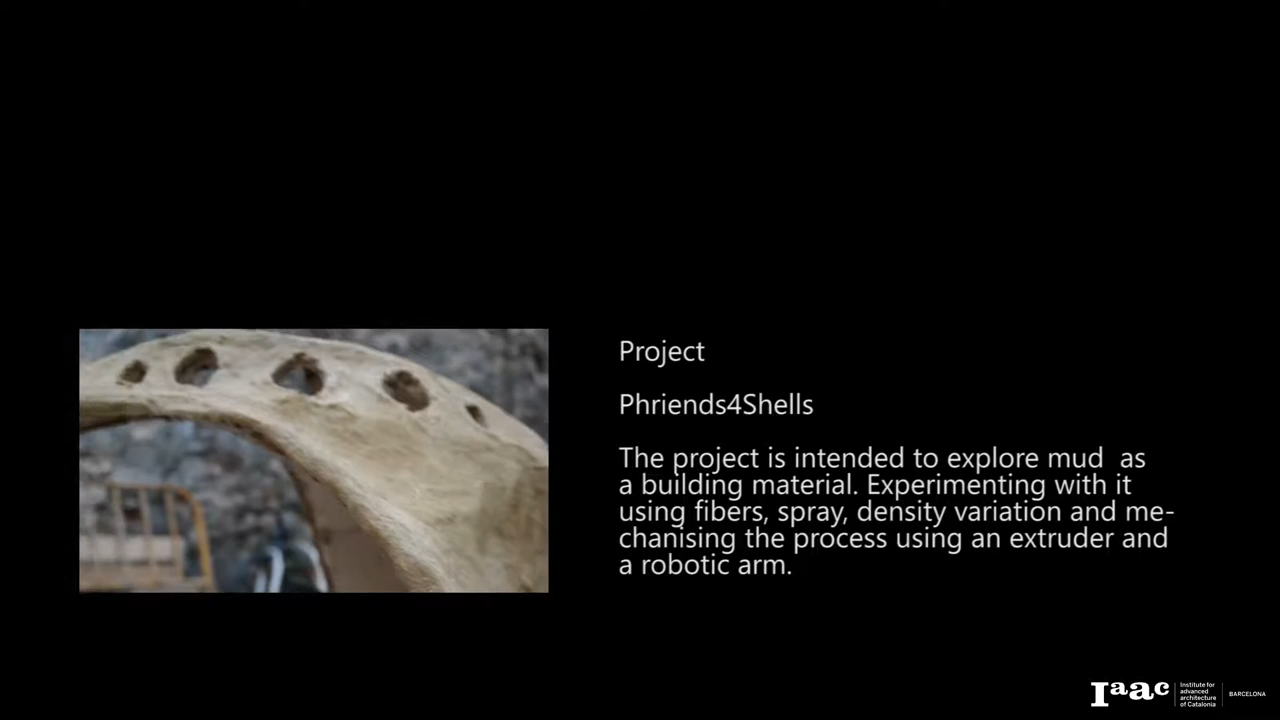 Project
Phriends4Shells
The project is intended to explore mud  as
a building material. Experimenting with it
using fibers, spray, density variation and me-
chanising the process using an extruder and
a robotic arm.
Iaac
Institute for
advanced
architecture
of Catalonia
BARCELONA